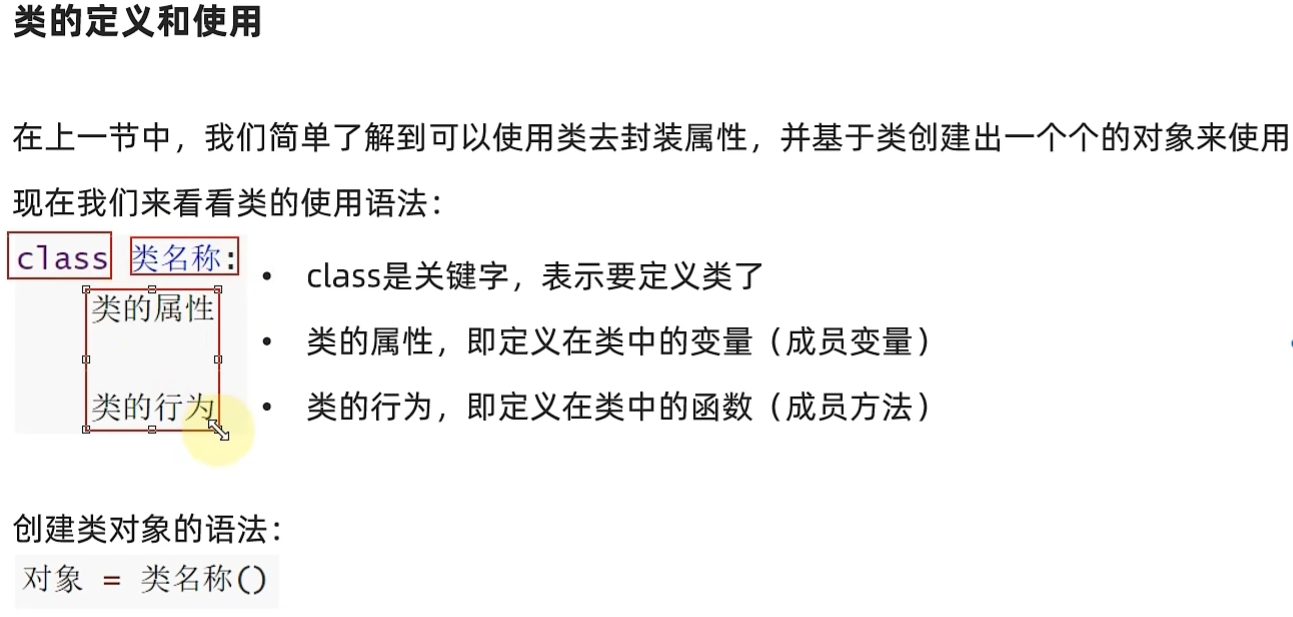 类的定义和使用
在上一节中，我们简单了解到可以使用类去封装属性，并基于类创建出一个个的对象来使用
现在我们来看看类的使用语法：
class 类名称:
类的属性
类的行为
• class是关键字，表示要定义类了
• 类的属性，即定义在类中的变量（成员变量）
• 类的行为，即定义在类中的函数（成员方法）
创建类对象的语法：
对象 = 类名称()